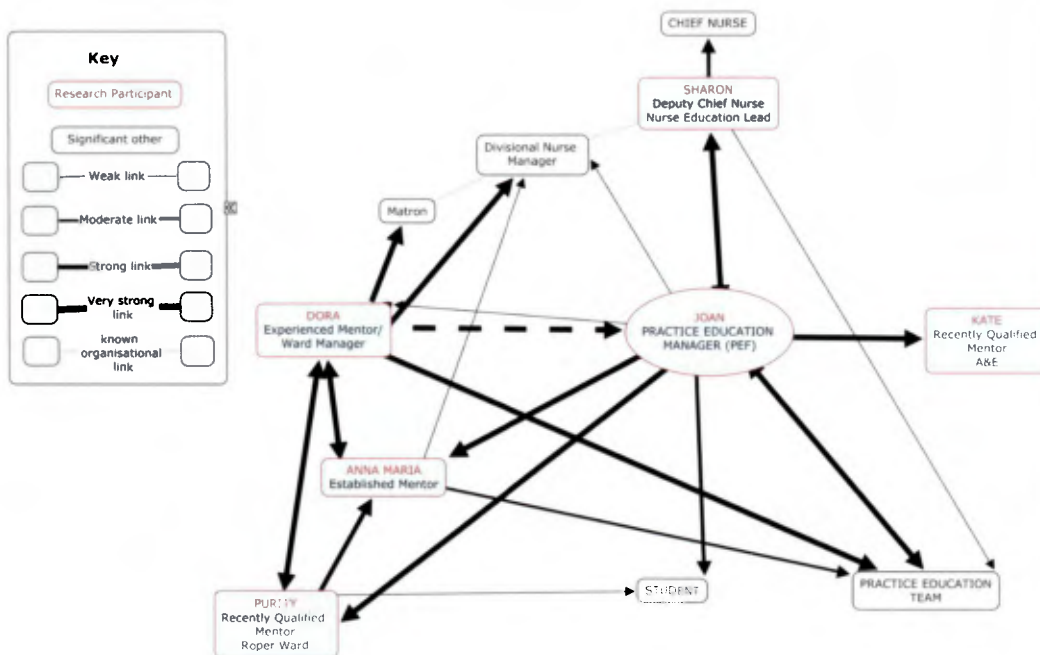 Key
Research Participant
Significant other
Weak link
Moderate link
Strong link
Very strong
link
known
organisational
link
CHIEF NURSE
SHARON
Deputy Chief Nurse
Nurse Education Lead
Divisional Nurse
Manager
Matron
DORA
Experienced Mentor/
Ward Manager
JOAN
PRACTICE EDUCATION
MANAGER (PEF)
KATE
Recently Qualified
Mentor
A&E
ANNA MARIA
Established Mentor
PURITY
Recently Qualified
Mentor
Roper Ward
STUDENT
PRACTICE EDUCATION
TEAM